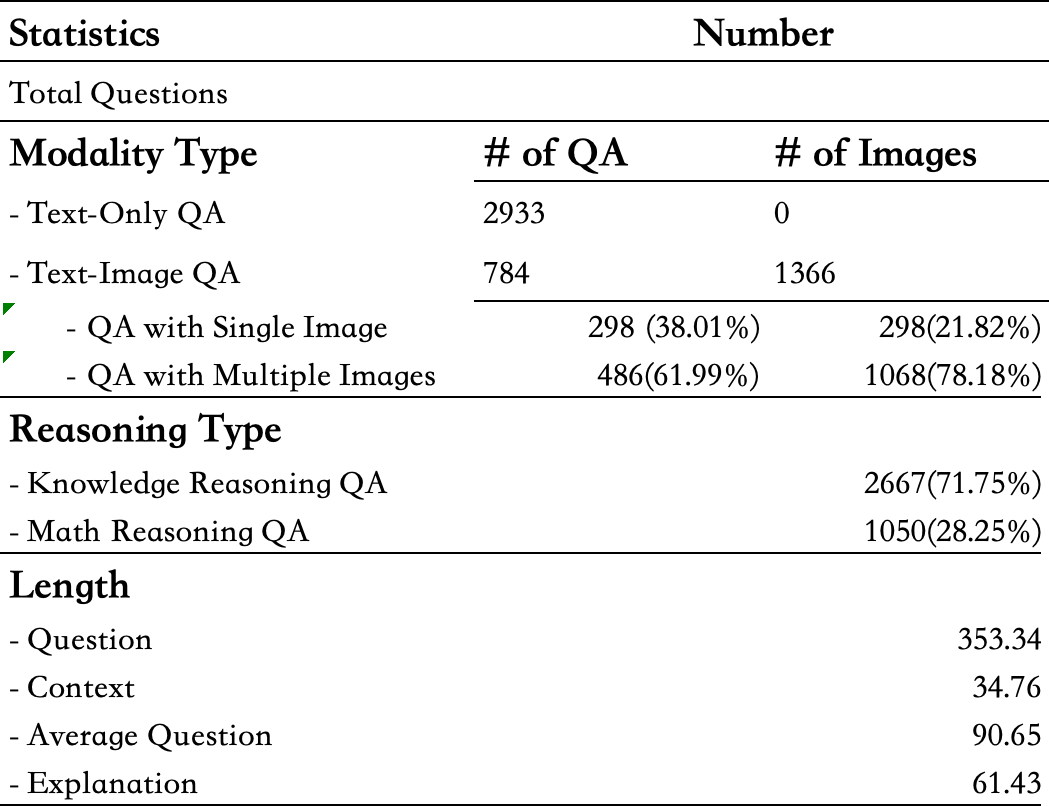 Statistics Number
Total Questions
Modality Type # of QA # of Images
- Text-Only QA 2933 0
- Text-Image QA 784 1366
- QA with Single Image 298 (38.01%) 298(21.82%)
- QA with Multiple Images 486(61.99%) 1068(78.18%)
Reasoning Type
- Knowledge Reasoning QA 2667(71.75%)
- Math Reasoning QA 1050(28.25%)
Length
- Question 353.34
- Context 34.76
- Average Question 90.65
- Explanation 61.43